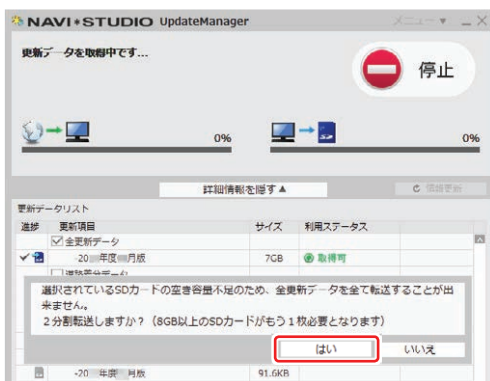 NAVI*STUDIO UpdateManager
メニュー ▼ _ X
更新データを取得中です...
停止
0%
0%
詳細情報を隠す▲
情報更新
更新データリスト
進捗 更新項目 サイズ 利用ステータス
全更新データ
-20 年度 月版 7GB 取得可
道路差分データ
選択されているSDカードの空き容量不足のため、全更新データを全て転送することが出
来ません。
2分割転送しますか?(8GB以上のSDカードがもう1枚必要となります)
はい いいえ
-20 年度 月版 91.6KB